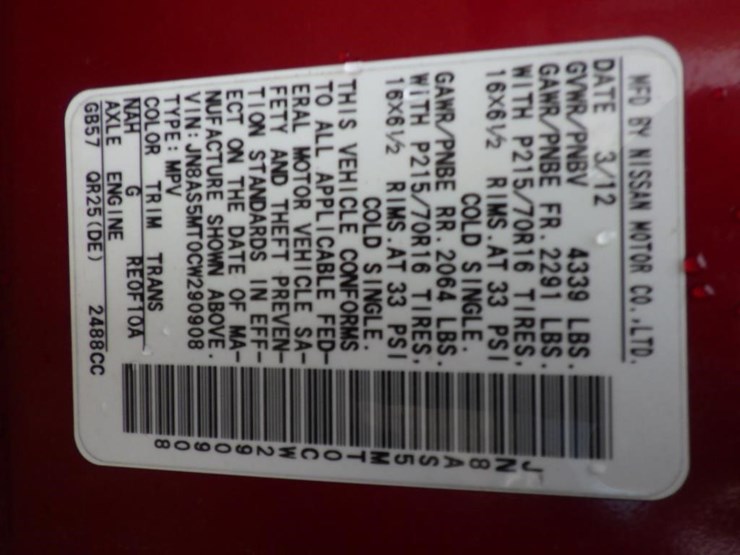 MFD BY NISSAN MOTOR CO.,LTD.
DATE 3/12
GVWR/PNBV 4339 LBS.
GAWR/PNBE FR. 2291 LBS.
WITH P215/70R16 TIRES,
16X6½ RIMS.AT 33 PSI
COLD SINGLE.
GAWR/PNBE RR. 2064 LBS.
WITH P215/70R16 TIRES,
16X6½ RIMS.AT 33 PSI
COLD SINGLE.
THIS VEHICLE CONFORMS
TO ALL APPLICABLE FED-
ERAL MOTOR VEHICLE SA-
FETY AND THEFT PREVEN-
TION STANDARDS IN EFF-
ECT ON THE DATE OF MA-
NUFACTURE SHOWN ABOVE.
VIN: JN8AS5MT0CW290908
TYPE: MPV
COLOR TRIM TRANS
NAH G RE0F10A
AXLE ENGINE
GB57 QR25(DE) 2488CC
JN8AS5MT0CW290908